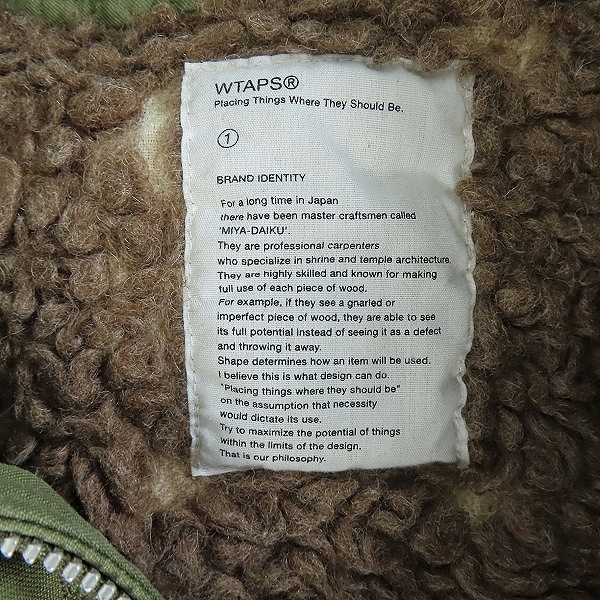 WTAPS®
Placing Things Where They Should Be.
①
BRAND IDENTITY
For a long time in Japan
there have been master craftsmen called
'MIYA-DAIKU'.
They are professional carpenters
who specialize in shrine and temple architecture.
They are highly skilled and known for making
full use of each piece of wood.
For example, if they see a gnarled or
imperfect piece of wood, they are able to see
its full potential instead of seeing it as a defect
and throwing it away.
Shape determines how an item will be used.
I believe this is what design can do.
"Placing things where they should be"
on the assumption that necessity
would dictate its use.
Try to maximize the potential of things
within the limits of the design.
That is our philosophy.